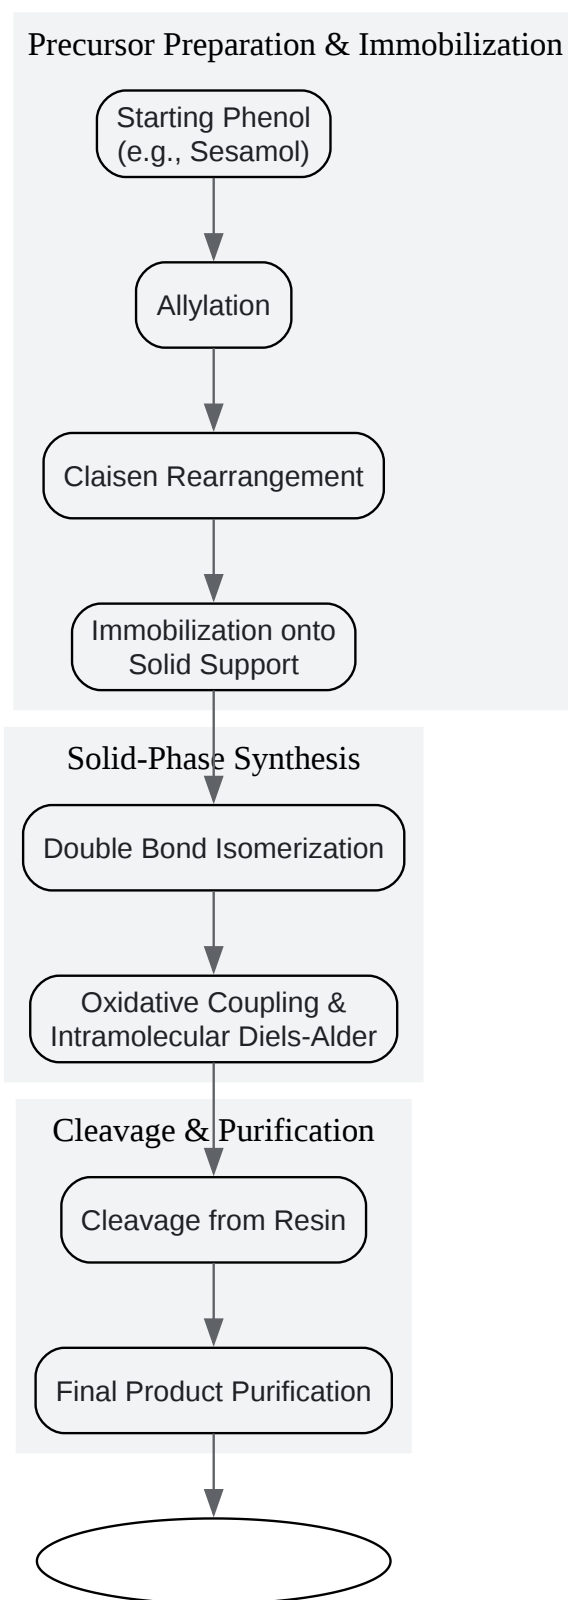 Precursor Preparation & Immobilization
Starting Phenol
(e.g., Sesamol)
Allylation
Claisen Rearrangement
Immobilization onto
Solid Support
Solid-Phase Synthesis
Double Bond Isomerization
Oxidative Coupling &
Intramolecular Diels-Alder
Cleavage & Purification
Cleavage from Resin
Final Product Purification